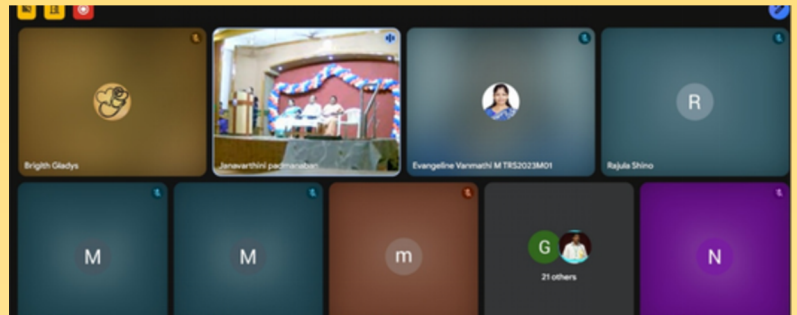 Brigith Gladys
Janavarthini padmanaban
Evangeline Vanmathi M TRS2023M01
Rajula Shino
R
M
M
m
G
21 others
N